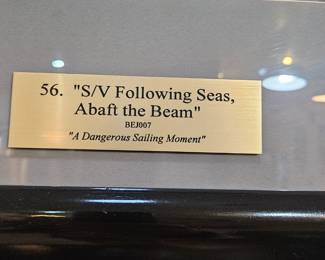 56. "S/V Following Seas,
Abaft the Beam"
BEJ007
"A Dangerous Sailing Moment"